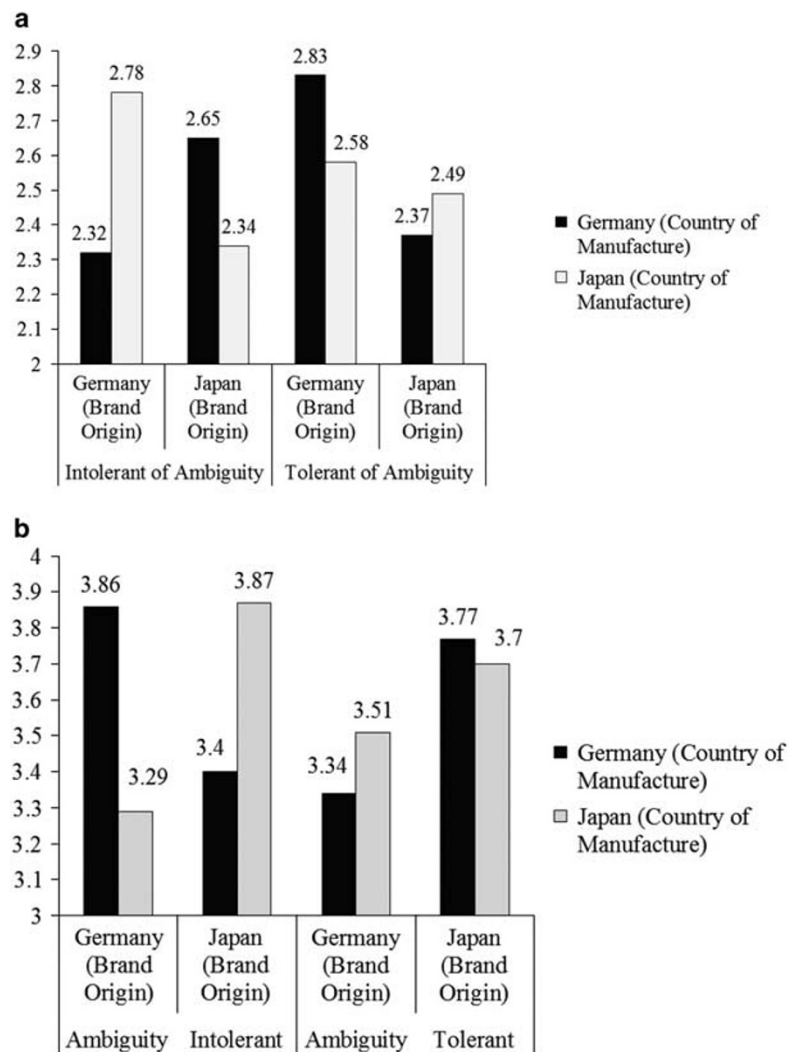 a
2.9
2.8
2.7
2.6
2.5
2.4
2.3
2.2
2.1
2
2.32
2.78
2.65
2.34
2.83
2.58
2.37
2.49
Germany
(Brand
Origin)
Japan
(Brand
Origin)
Germany
(Brand
Origin)
Japan
(Brand
Origin)
Intolerant of Ambiguity
Tolerant of Ambiguity
Germany (Country of
Manufacture)
Japan (Country of
Manufacture)
b
4
3.9
3.8
3.7
3.6
3.5
3.4
3.3
3.2
3.1
3
3.86
3.29
3.4
3.87
3.34
3.51
3.77
3.7
Germany
(Brand
Origin)
Japan
(Brand
Origin)
Germany
(Brand
Origin)
Japan
(Brand
Origin)
Ambiguity Intolerant
Ambiguity Tolerant
Germany (Country of
Manufacture)
Japan (Country of
Manufacture)